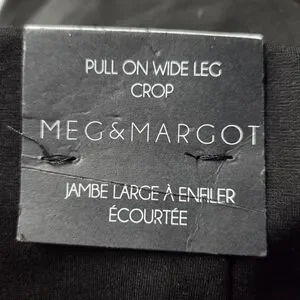 PULL ON WIDE LEG
CROP
MEG&MARGOT
JAMBE LARGE À ENFILER
ÉCOURTÉE